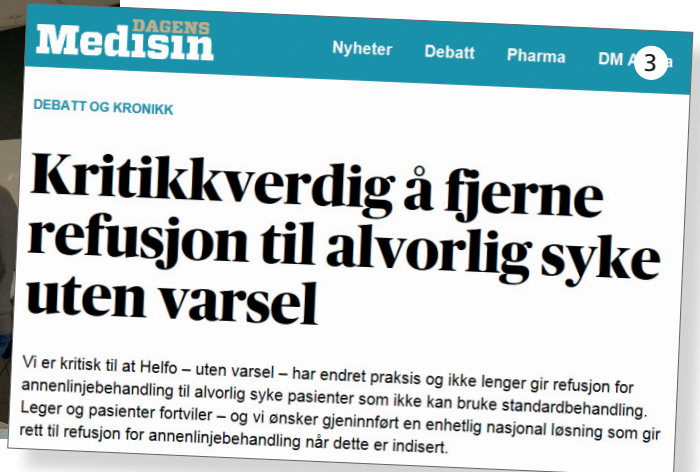 DAGENS
Medisin
Nyheter Debatt Pharma DM
3
DEBATT OG KRONIKK
Kritikkverdig å fjerne
refusjon til alvorlig syke
uten varsel
Vi er kritisk til at Helfo – uten varsel – har endret praksis og ikke lenger gir refusjon for
annenlinjebehandling til alvorlig syke pasienter som ikke kan bruke standardbehandling.
Leger og pasienter fortviler – og vi ønsker gjeninnført en enhetlig nasjonal løsning som gir
rett til refusjon for annenlinjebehandling når dette er indisert.